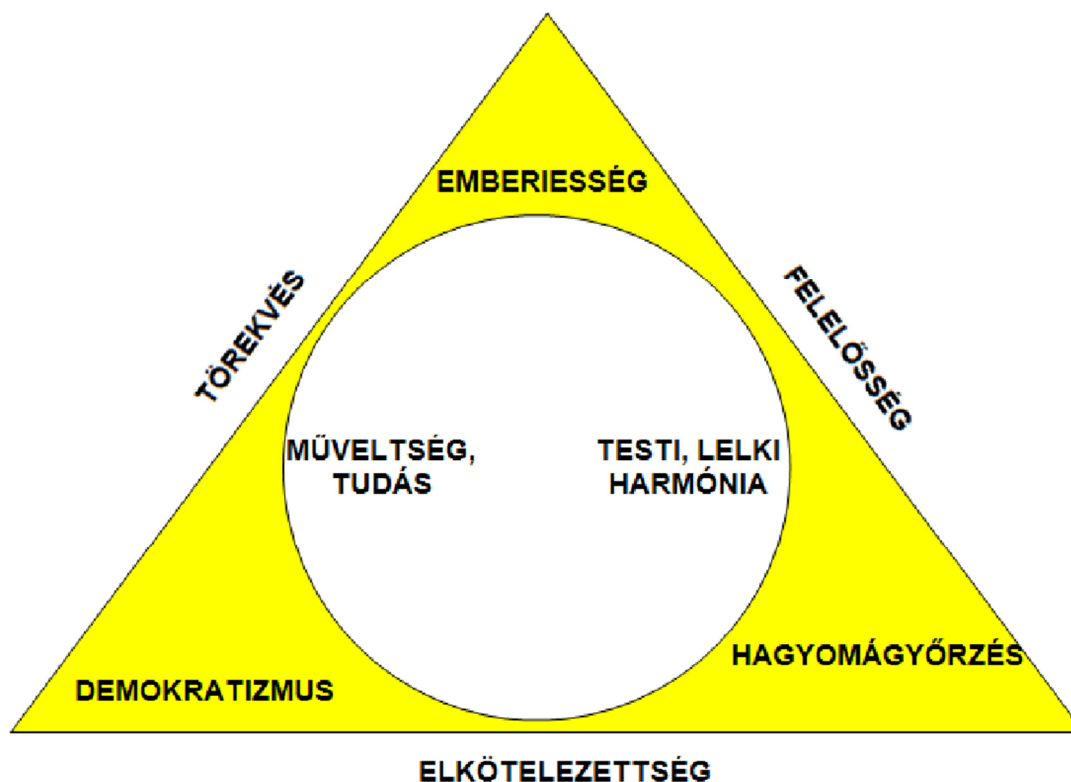 EMBERIESSÉG
TÖREKVÉS
FELELŐSSÉG
MŰVELTSÉG,
TUDÁS
TESTI, LELKI
HARMÓNIA
HAGYOMÁGYŐRZÉS
DEMOKRATIZMUS
ELKÖTELEZETTSÉG